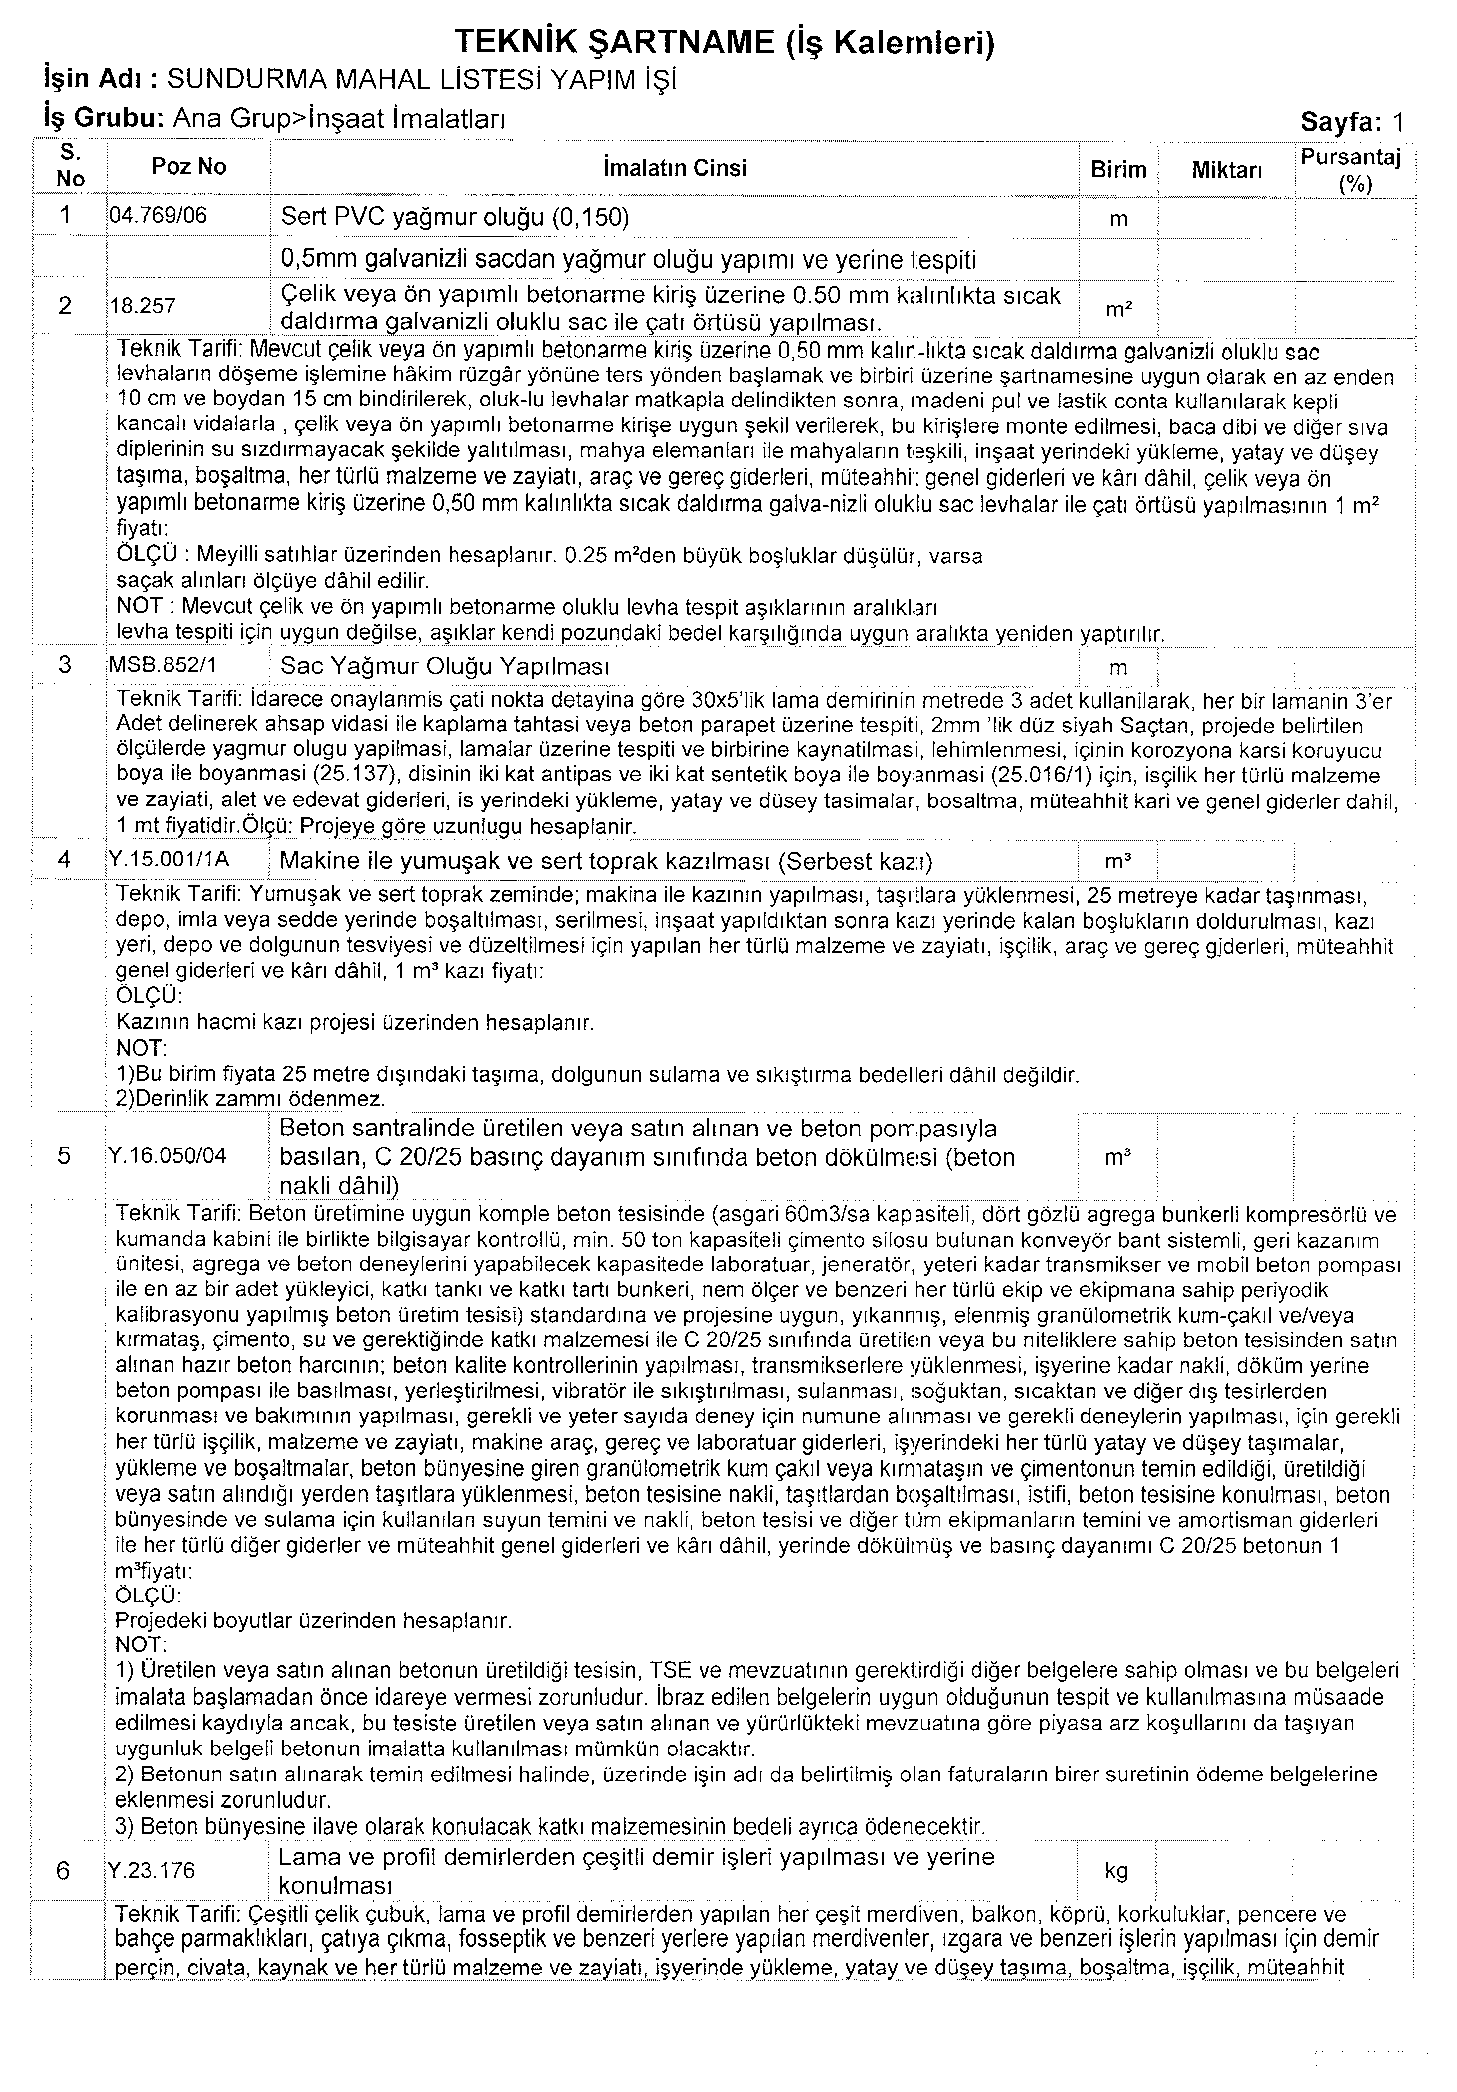 TEKNİK ŞARTNAME (İş Kalemleri)
İşin Adı : SUNDURMA MAHAL LİSTESİ YAPIM İŞİ
İş Grubu: Ana Grup>İnşaat İmalatları
Sayfa: 1
S. No Poz No İmalatın Cinsi Birim Miktarı Pursantaj (%)
1 04.769/06 Sert PVC yağmur oluğu (0,150) m
0,5mm galvanizli sacdan yağmur oluğu yapımı ve yerine tespiti
2 18.257 Çelik veya ön yapımlı betonarme kiriş üzerine 0.50 mm kalınlıkta sıcak m²
daldırma galvanizli oluklu sac ile çatı örtüsü yapılması.
Teknik Tarifi: Mevcut çelik veya ön yapımlı betonarme kiriş üzerine 0,50 mm kalın-lıkta sıcak daldırma galvanizli oluklu sac
levhaların döşeme işlemine hâkim rüzgâr yönüne ters yönden başlamak ve birbiri üzerine şartnamesine uygun olarak en az enden
10 cm ve boydan 15 cm bindirilerek, oluk-lu levhalar matkapla delindikten sonra, madeni pul ve lastik conta kullanılarak kepli
kancalı vidalarla , çelik veya ön yapımlı betonarme kirişe uygun şekil verilerek, bu kirişlere monte edilmesi, baca dibi ve diğer sıva
diplerinin su sızdırmayacak şekilde yalıtılması, mahya elemanları ile mahyaların teşkili, inşaat yerindeki yükleme, yatay ve düşey
taşıma, boşaltma, her türlü malzeme ve zayiatı, araç ve gereç giderleri, müteahhit genel giderleri ve kârı dâhil, çelik veya ön
yapımlı betonarme kiriş üzerine 0,50 mm kalınlıkta sıcak daldırma galva-nizli oluklu sac levhalar ile çatı örtüsü yapılmasının 1 m²
fiyatı:
ÖLÇÜ : Meyilli satıhlar üzerinden hesaplanır. 0.25 m²den büyük boşluklar düşülür, varsa
saçak alınları ölçüye dâhil edilir.
NOT : Mevcut çelik ve ön yapımlı betonarme oluklu levha tespit aşıklarının aralıkları
levha tespiti için uygun değilse, aşıklar kendi pozundaki bedel karşılığında uygun aralıkta yeniden yaptırılır.
3 MSB.852/1 Sac Yağmur Oluğu Yapılması m
Teknik Tarifi: İdarece onaylanmis çati nokta detayina göre 30x5'lik lama demirinin metrede 3 adet kullanilarak, her bir lamanin 3'er
Adet delinerek ahsap vidasi ile kaplama tahtasi veya beton parapet üzerine tespiti, 2mm 'lik düz siyah Saçtan, projede belirtilen
ölçülerde yagmur olugu yapilmasi, lamalar üzerine tespiti ve birbirine kaynatilmasi, lehimlenmesi, içinin korozyona karsi koruyucu
boya ile boyanmasi (25.137), disinin iki kat antipas ve iki kat sentetik boya ile boyanmasi (25.016/1) için, isçilik her türlü malzeme
ve zayiati, alet ve edevat giderleri, is yerindeki yükleme, yatay ve düsey tasimalar, bosaltma, müteahhit kari ve genel giderler dahil,
1 mt fiyatidir.Ölçü: Projeye göre uzunlugu hesaplanir.
4 Y.15.001/1A Makine ile yumuşak ve sert toprak kazılması (Serbest kazı) m³
Teknik Tarifi: Yumuşak ve sert toprak zeminde; makina ile kazının yapılması, taşıtlara yüklenmesi, 25 metreye kadar taşınması,
depo, imla veya sedde yerinde boşaltılması, serilmesi, inşaat yapıldıktan sonra kazı yerinde kalan boşlukların doldurulması, kazı
yeri, depo ve dolgunun tesviyesi ve düzeltilmesi için yapılan her türlü malzeme ve zayiatı, işçilik, araç ve gereç giderleri, müteahhit
genel giderleri ve kârı dâhil, 1 m³ kazı fiyatı:
ÖLÇÜ:
Kazının hacmi kazı projesi üzerinden hesaplanır.
NOT:
1)Bu birim fiyata 25 metre dışındaki taşıma, dolgunun sulama ve sıkıştırma bedelleri dâhil değildir.
2)Derinlik zammı ödenmez.
5 Y.16.050/04 Beton santralinde üretilen veya satın alınan ve beton pompasıyla
basılan, C 20/25 basınç dayanım sınıfında beton dökülmesi (beton m³
nakli dâhil)
Teknik Tarifi: Beton üretimine uygun komple beton tesisinde (asgari 60m3/sa kapasiteli, dört gözlü agrega bunkerli kompresörlü ve
kumanda kabini ile birlikte bilgisayar kontrollü, min. 50 ton kapasiteli çimento silosu bulunan konveyör bant sistemli, geri kazanım
ünitesi, agrega ve beton deneylerini yapabilecek kapasitede laboratuar, jeneratör, yeteri kadar transmikser ve mobil beton pompası
ile en az bir adet yükleyici, katkı tankı ve katkı tartı bunkeri, nem ölçer ve benzeri her türlü ekip ve ekipmana sahip periyodik
kalibrasyonu yapılmış beton üretim tesisi) standardına ve projesine uygun, yıkanmış, elenmiş granülometrik kum-çakıl ve/veya
kırmataş, çimento, su ve gerektiğinde katkı malzemesi ile C 20/25 sınıfında üretilen veya bu niteliklere sahip beton tesisinden satın
alınan hazır beton harcının; beton kalite kontrollerinin yapılması, transmikserlere yüklenmesi, işyerine kadar nakli, döküm yerine
beton pompası ile basılması, yerleştirilmesi, vibratör ile sıkıştırılması, sulanması, soğuktan, sıcaktan ve diğer dış tesirlerden
korunması ve bakımının yapılması, gerekli ve yeter sayıda deney için numune alınması ve gerekli deneylerin yapılması, için gerekli
her türlü işçilik, malzeme ve zayiatı, makine araç, gereç ve laboratuar giderleri, işyerindeki her türlü yatay ve düşey taşımalar,
yükleme ve boşaltmalar, beton bünyesine giren granülometrik kum çakıl veya kırmataşın ve çimentonun temin edildiği, üretildiği
veya satın alındığı yerden taşıtlara yüklenmesi, beton tesisine nakli, taşıtlardan boşaltılması, istifi, beton tesisine konulması, beton
bünyesinde ve sulama için kullanılan suyun temini ve nakli, beton tesisi ve diğer tüm ekipmanların temini ve amortisman giderleri
ile her türlü diğer giderler ve müteahhit genel giderleri ve kârı dâhil, yerinde dökülmüş ve basınç dayanımı C 20/25 betonun 1
m³fiyatı:
ÖLÇÜ:
Projedeki boyutlar üzerinden hesaplanır.
NOT:
1) Üretilen veya satın alınan betonun üretildiği tesisin, TSE ve mevzuatının gerektirdiği diğer belgelere sahip olması ve bu belgeleri
imalata başlamadan önce idareye vermesi zorunludur. İbraz edilen belgelerin uygun olduğunun tespit ve kullanılmasına müsaade
edilmesi kaydıyla ancak, bu tesiste üretilen veya satın alınan ve yürürlükteki mevzuatına göre piyasa arz koşullarını da taşıyan
uygunluk belgeli betonun imalatta kullanılması mümkün olacaktır.
2) Betonun satın alınarak temin edilmesi halinde, üzerinde işin adı da belirtilmiş olan faturaların birer suretinin ödeme belgelerine
eklenmesi zorunludur.
3) Beton bünyesine ilave olarak konulacak katkı malzemesinin bedeli ayrıca ödenecektir.
6 Y.23.176 Lama ve profil demirlerden çeşitli demir işleri yapılması ve yerine kg
konulması
Teknik Tarifi: Çeşitli çelik çubuk, lama ve profil demirlerden yapılan her çeşit merdiven, balkon, köprü, korkuluklar, pencere ve
bahçe parmaklıkları, çatıya çıkma, fosseptik ve benzeri yerlere yapılan merdivenler, ızgara ve benzeri işlerin yapılması için demir
perçin, civata, kaynak ve her türlü malzeme ve zayiatı, işyerinde yükleme, yatay ve düşey taşıma, boşaltma, işçilik, müteahhit